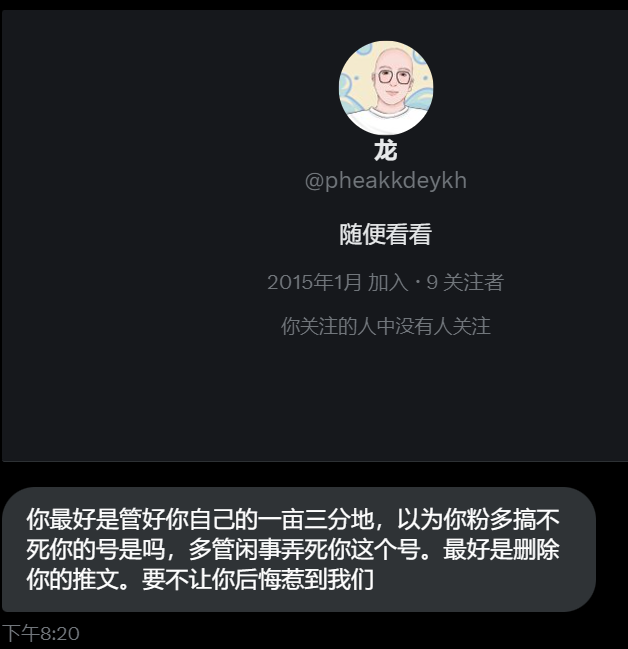 龙
@pheakkdeykh
随便看看
2015年1月 加入 · 9 关注者
你关注的人中没有人关注
你最好是管好你自己的一亩三分地，以为你粉多搞不
死你的号是吗，多管闲事弄死你这个号。最好是删除
你的推文。要不让你后悔惹到我们
下午8:20